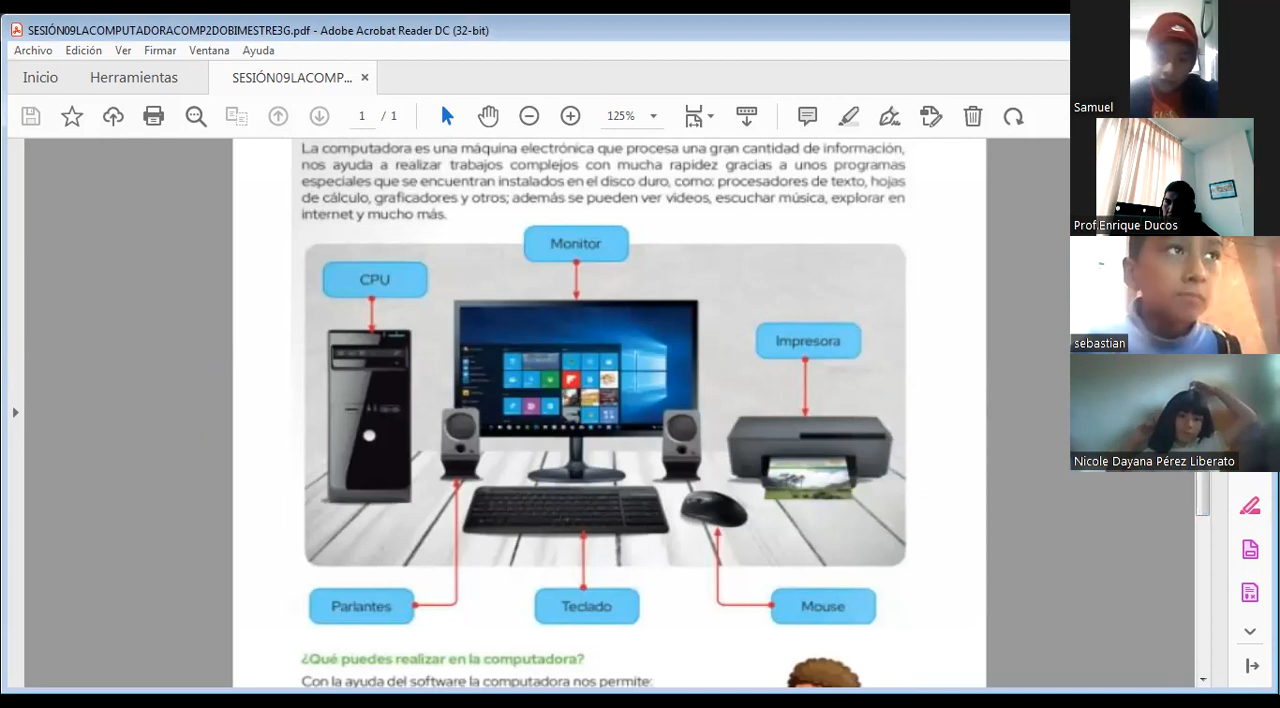 SESIÓN09LACOMPUTADORACOMP2DOBIMESTRE3G.pdf - Adobe Acrobat Reader DC (32-bit)
Archivo Edición Ver Firmar Ventana Ayuda
Inicio Herramientas SESIÓN09LACOMP... ×
1 / 1 125%
La computadora es una máquina electrónica que procesa una gran cantidad de información,
nos ayuda a realizar trabajos complejos con mucha rapidez gracias a unos programas
especiales que se encuentran instalados en el disco duro, como: procesadores de texto, hojas
de cálculo, graficadores y otros; además se pueden ver videos, escuchar música, explorar en
internet y mucho más.
Monitor
CPU
Impresora
Parlantes
Teclado
Mouse
¿Qué puedes realizar en la computadora?
Con la ayuda del software la computadora nos permite:
Samuel
Prof.Enrique Ducos
sebastian
Nicole Dayana Pérez Liberato